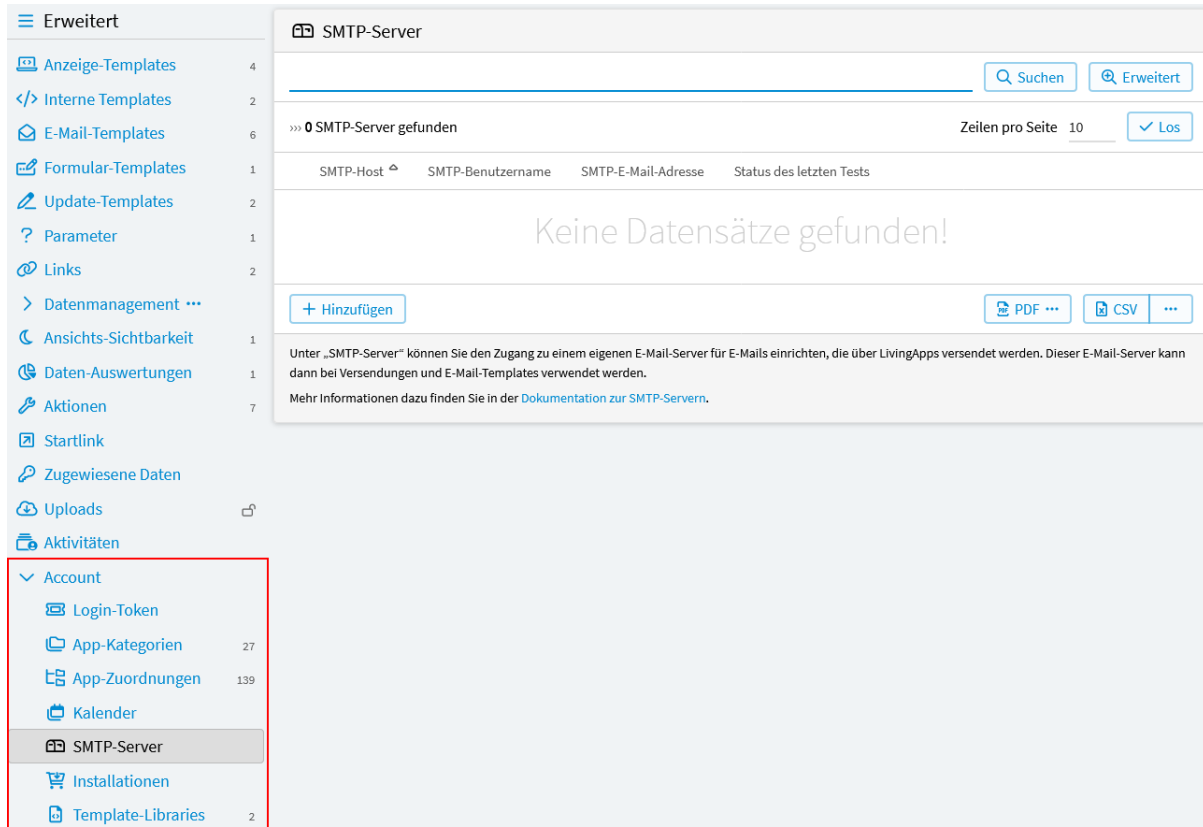 Erweitert
Anzeige-Templates 4
Interne Templates 2
E-Mail-Templates 6
Formular-Templates 1
Update-Templates 2
? Parameter 1
Links 2
Datenmanagement •••
Ansichts-Sichtbarkeit 1
Daten-Auswertungen 1
Aktionen 7
Startlink
Zugewiesene Daten
Uploads
Aktivitäten
Account
Login-Token
App-Kategorien 27
App-Zuordnungen 139
Kalender
SMTP-Server
Installationen
Template-Libraries 2
SMTP-Server
Suchen Erweitert
››› 0 SMTP-Server gefunden Zeilen pro Seite 10 Los
SMTP-Host SMTP-Benutzername SMTP-E-Mail-Adresse Status des letzten Tests
Keine Datensätze gefunden!
+ Hinzufügen PDF ••• CSV •••
Unter „SMTP-Server“ können Sie den Zugang zu einem eigenen E-Mail-Server für E-Mails einrichten, die über LivingApps versendet werden. Dieser E-Mail-Server kann
dann bei Versendungen und E-Mail-Templates verwendet werden.
Mehr Informationen dazu finden Sie in der Dokumentation zur SMTP-Servern.